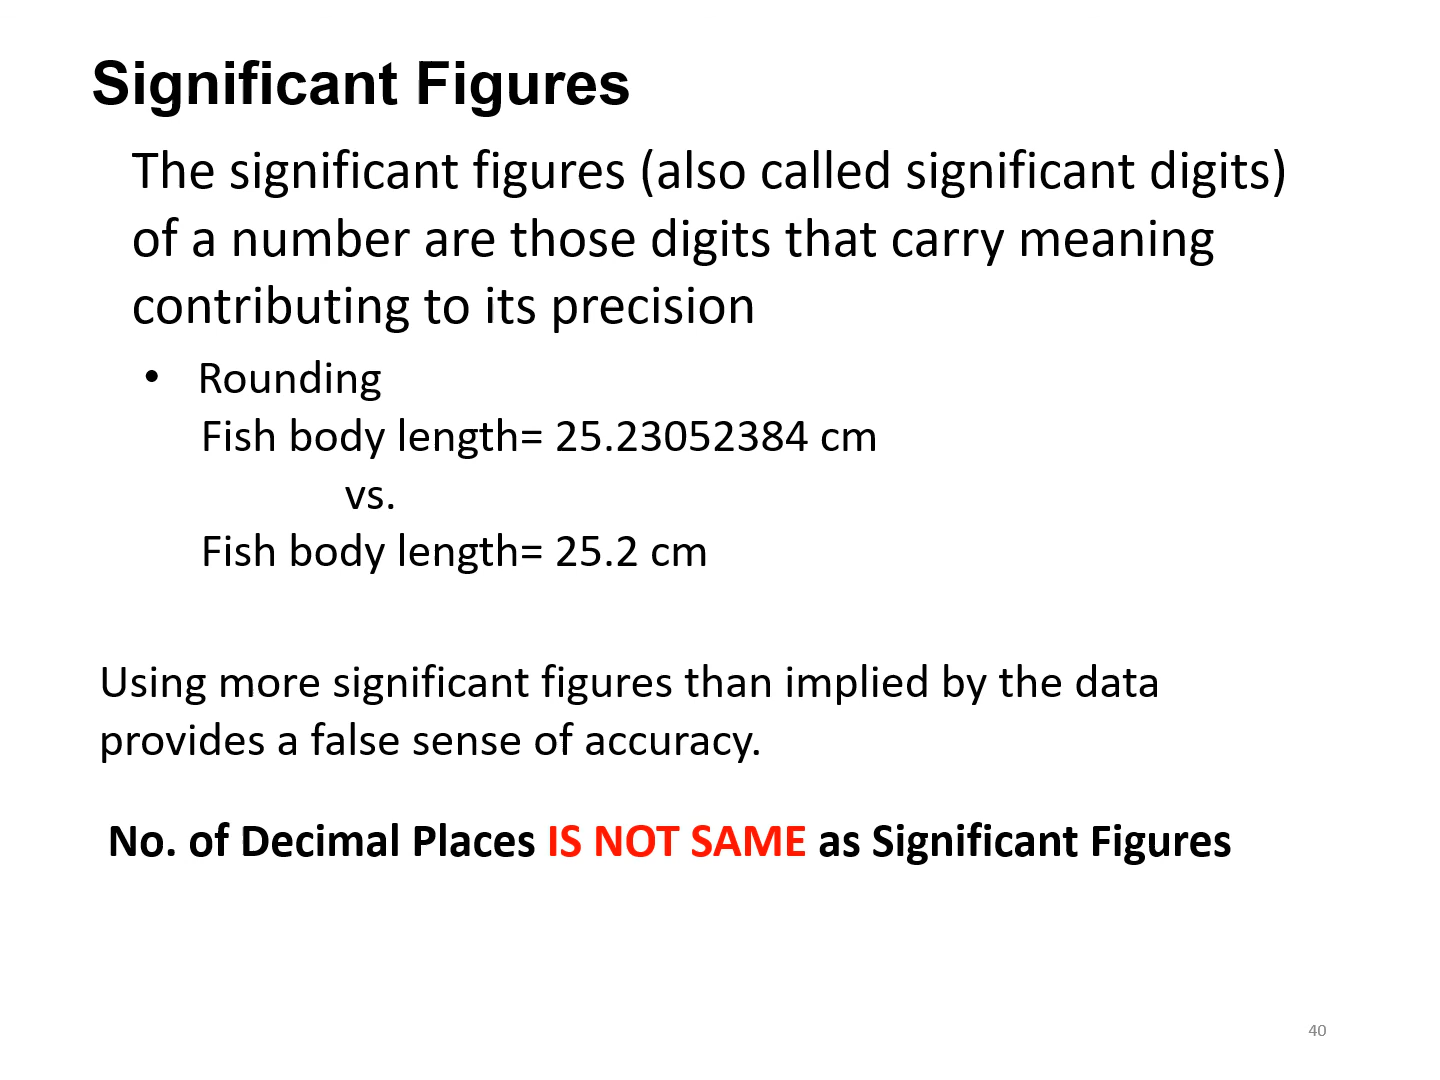 Significant Figures
The significant figures (also called significant digits)
of a number are those digits that carry meaning
contributing to its precision
• Rounding
Fish body length= 25.23052384 cm
vs.
Fish body length= 25.2 cm
Using more significant figures than implied by the data
provides a false sense of accuracy.
No. of Decimal Places IS NOT SAME as Significant Figures
40